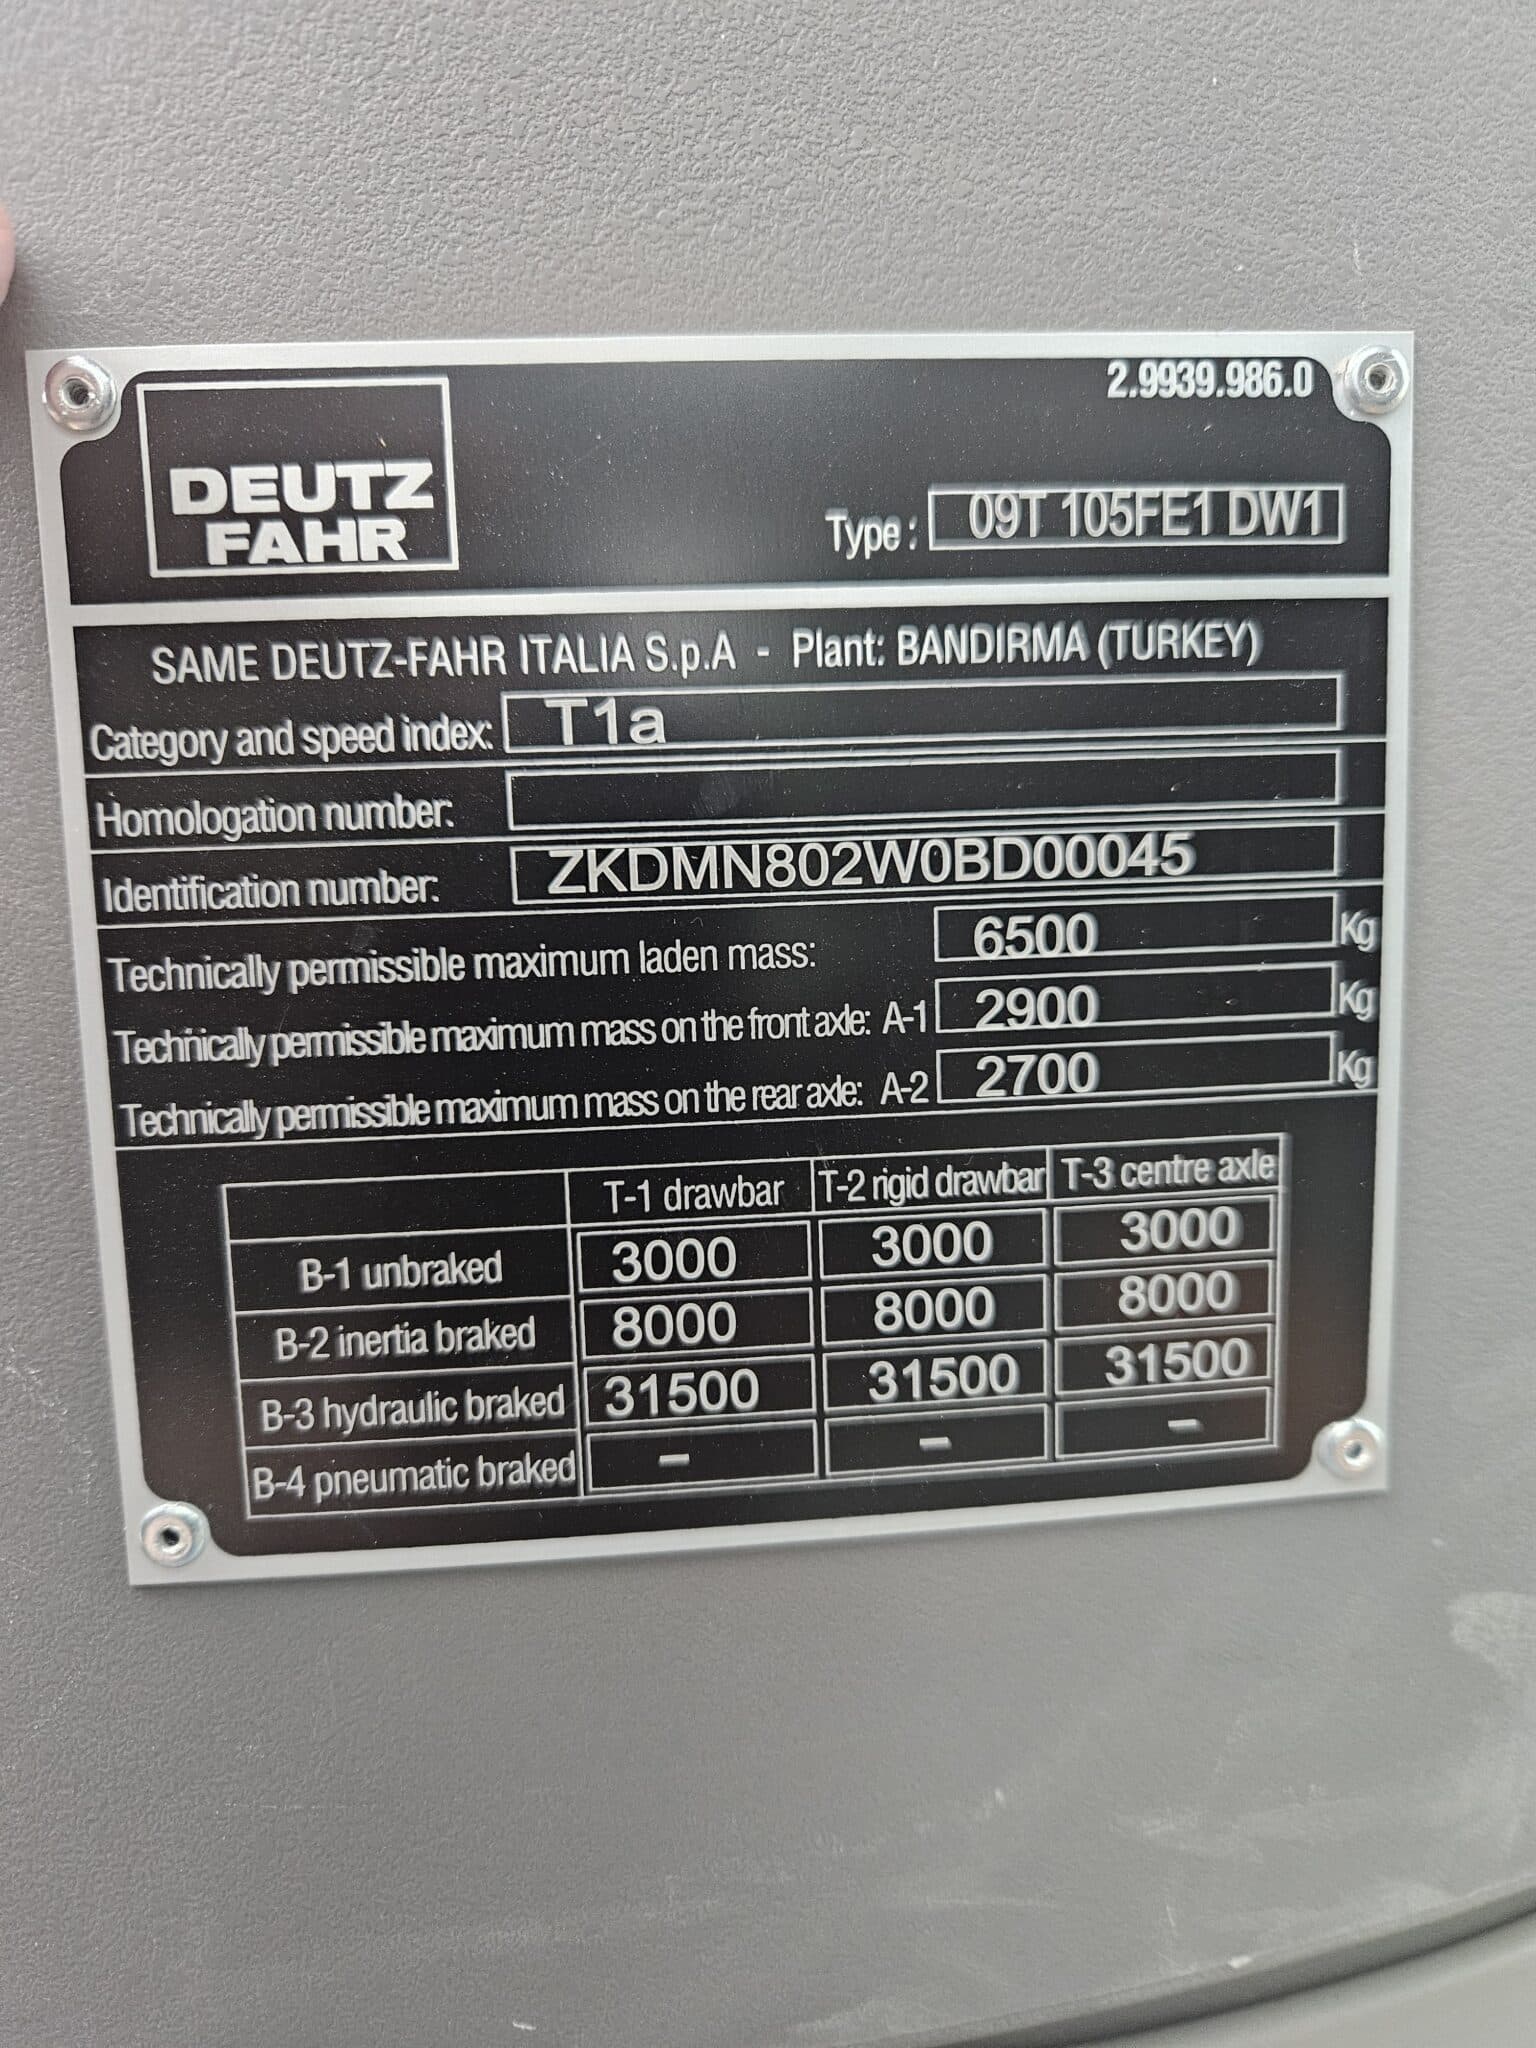 2.9939.986.0
DEUTZ
FAHR
Type: 09T 105FE1 DW1
SAME DEUTZ-FAHR ITALIA S.p.A - Plant: BANDIRMA (TURKEY)
Category and speed index: T1a
Homologation number:
Identification number: ZKDMN802W0BD00045
Technically permissible maximum laden mass: 6500 Kg
Technically permissible maximum mass on the front axle: A-1 2900 Kg
Technically permissible maximum mass on the rear axle: A-2 2700 Kg
T-1 drawbar T-2 rigid drawbar T-3 centre axle
B-1 unbraked 3000 3000 3000
B-2 inertia braked 8000 8000 8000
B-3 hydraulic braked 31500 31500 31500
B-4 pneumatic braked - - -